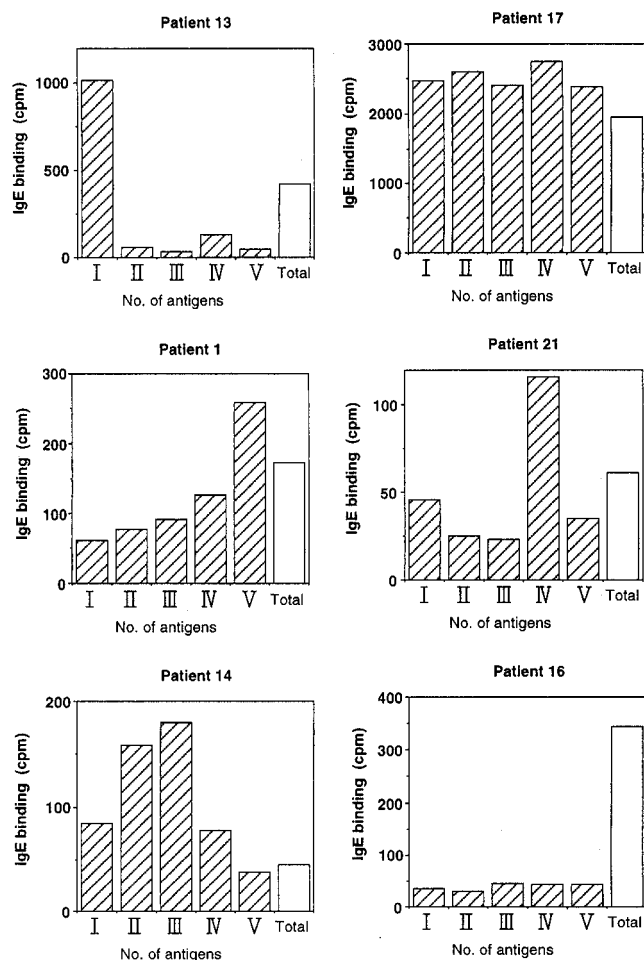 Patient 13
IgE binding (cpm)
1000
500
0
I II III IV V Total
No. of antigens
Patient 17
IgE binding (cpm)
3000
2000
1000
0
I II III IV V Total
No. of antigens
Patient 1
IgE binding (cpm)
300
200
100
0
I II III IV V Total
No. of antigens
Patient 21
IgE binding (cpm)
100
50
0
I II III IV V Total
No. of antigens
Patient 14
IgE binding (cpm)
200
100
0
I II III IV V Total
No. of antigens
Patient 16
IgE binding (cpm)
400
300
200
100
50
0
I II III IV V Total
No. of antigens